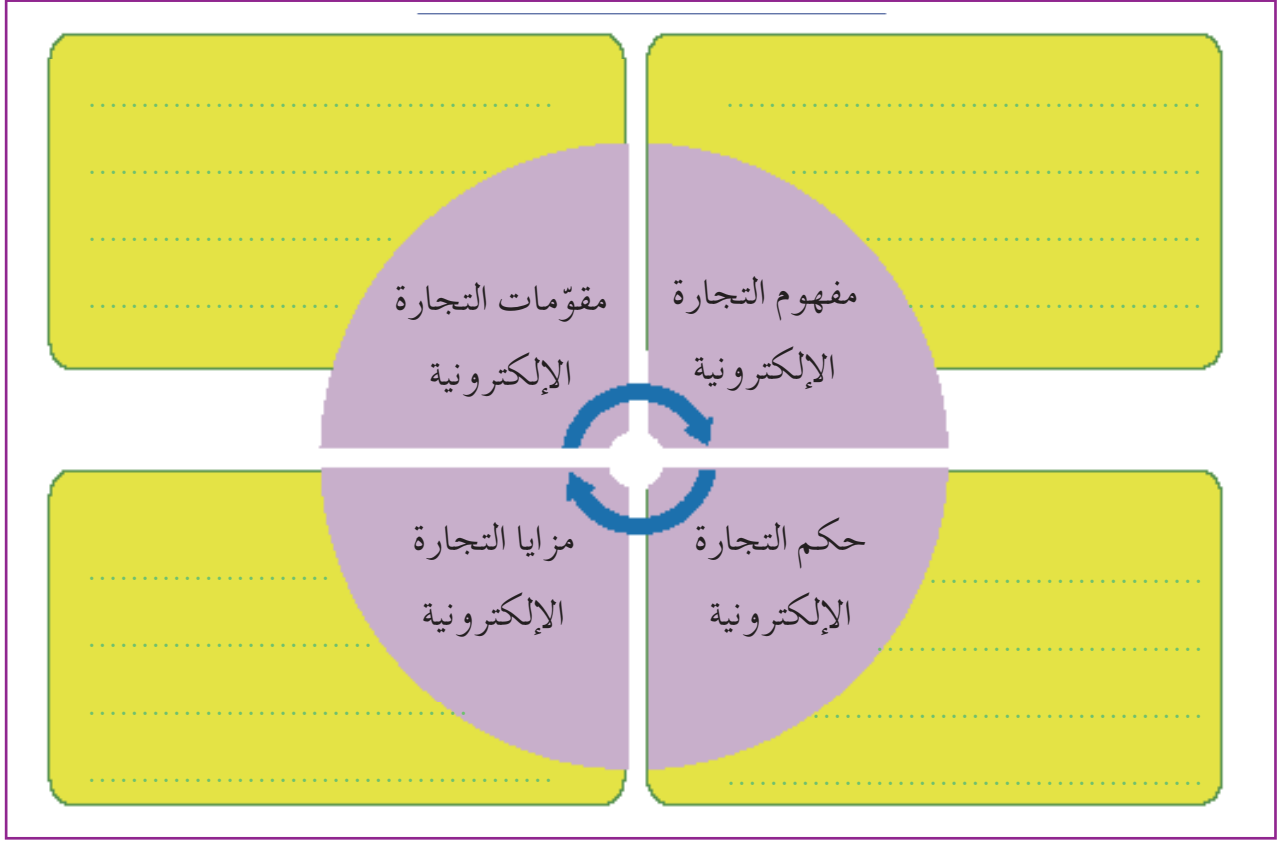 مفهوم التجارة
الإلكترونية
مقوّمات التجارة
الإلكترونية
حكم التجارة
الإلكترونية
مزايا التجارة
الإلكترونية